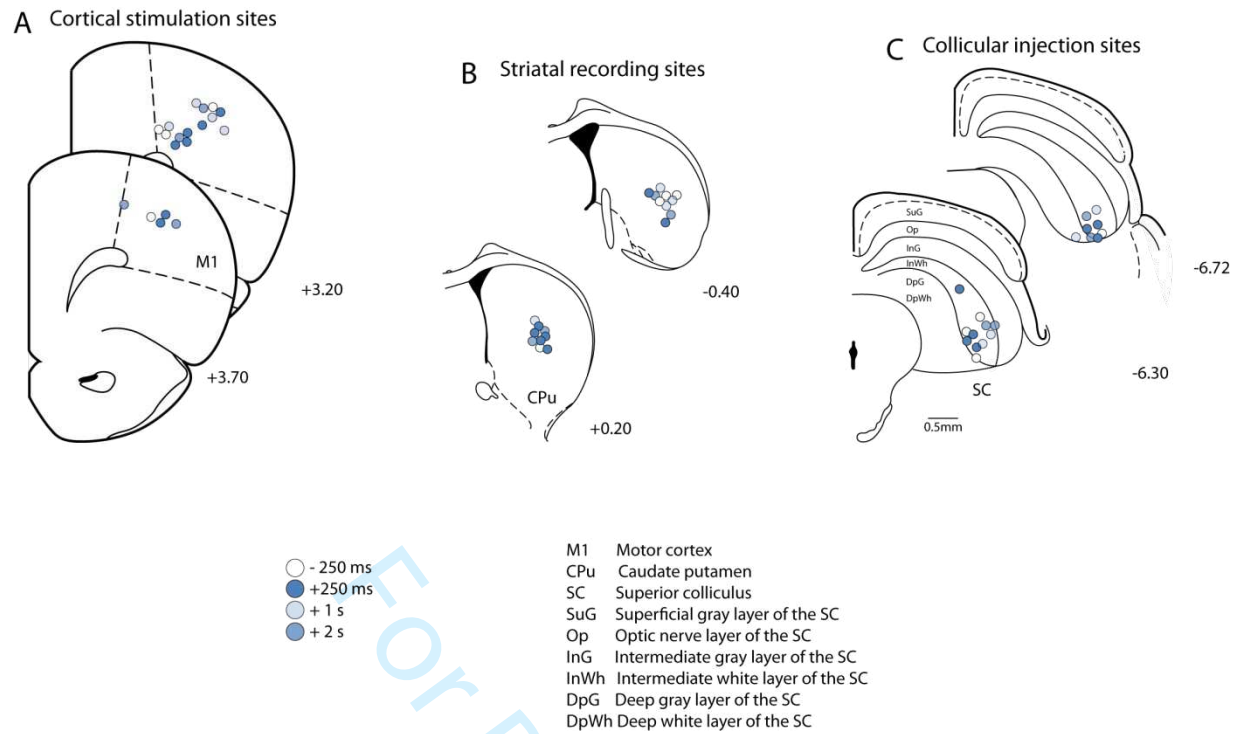 A Cortical stimulation sites
M1
+3.20
+3.70
B Striatal recording sites
-0.40
CPu
+0.20
C Collicular injection sites
-6.72
SuG
Op
InG
InWh
DpG
DpWh
-6.30
SC
0.5mm
- 250 ms
+250 ms
+ 1 s
+ 2 s
M1 Motor cortex
CPu Caudate putamen
SC Superior colliculus
SuG Superficial gray layer of the SC
Op Optic nerve layer of the SC
InG Intermediate gray layer of the SC
InWh Intermediate white layer of the SC
DpG Deep gray layer of the SC
DpWh Deep white layer of the SC
For